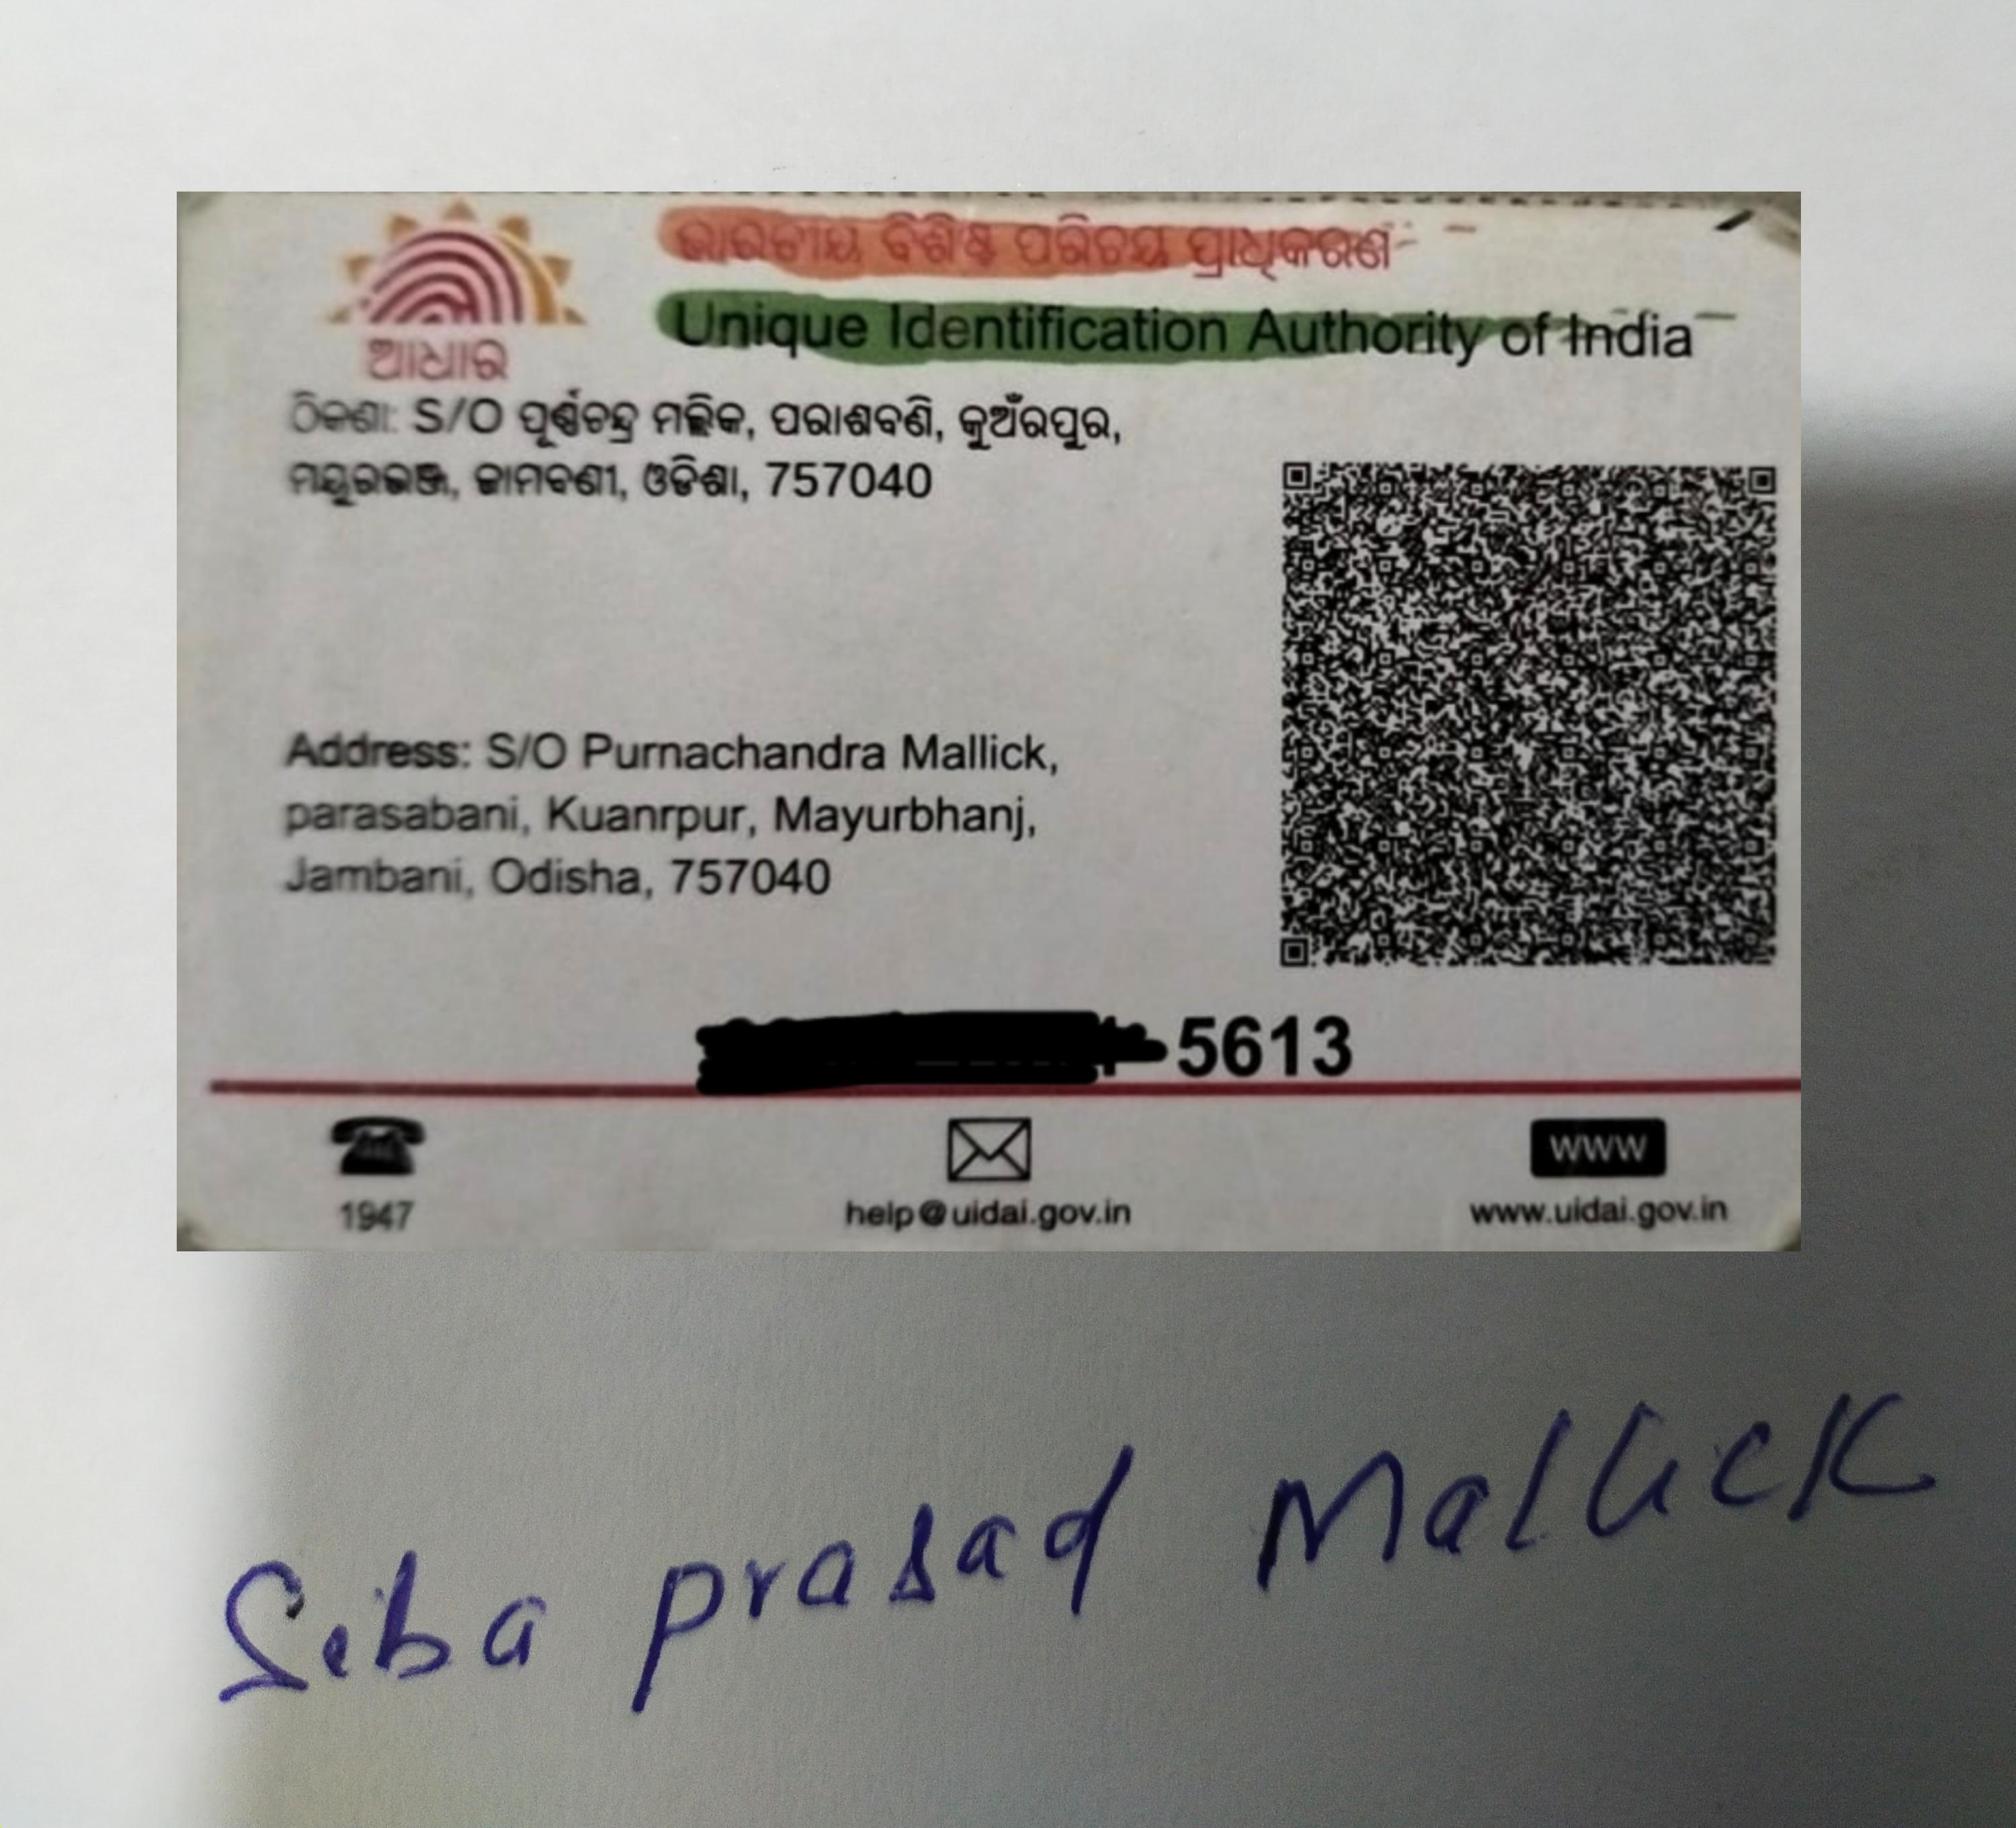 ଭାରତୀୟ ବିଶିଷ୍ଟ ପରିଚୟ ପ୍ରାଧିକରଣ
Unique Identification Authority of India
ଆଧାର
ଠିକଣା: S/O ପୂର୍ଣ୍ଣଚନ୍ଦ୍ର ମଲ୍ଲିକ, ପରାଶବଣି, କୁଅଁରପୁର,
ମୟୂରଭଞ୍ଜ, ଜାମବଣୀ, ଓଡିଶା, 757040
Address: S/O Purnachandra Mallick,
parasabani, Kuanrpur, Mayurbhanj,
Jambani, Odisha, 757040
5613
1947
help@uidai.gov.in
www
www.uidai.gov.in
Siba prasad Mallick